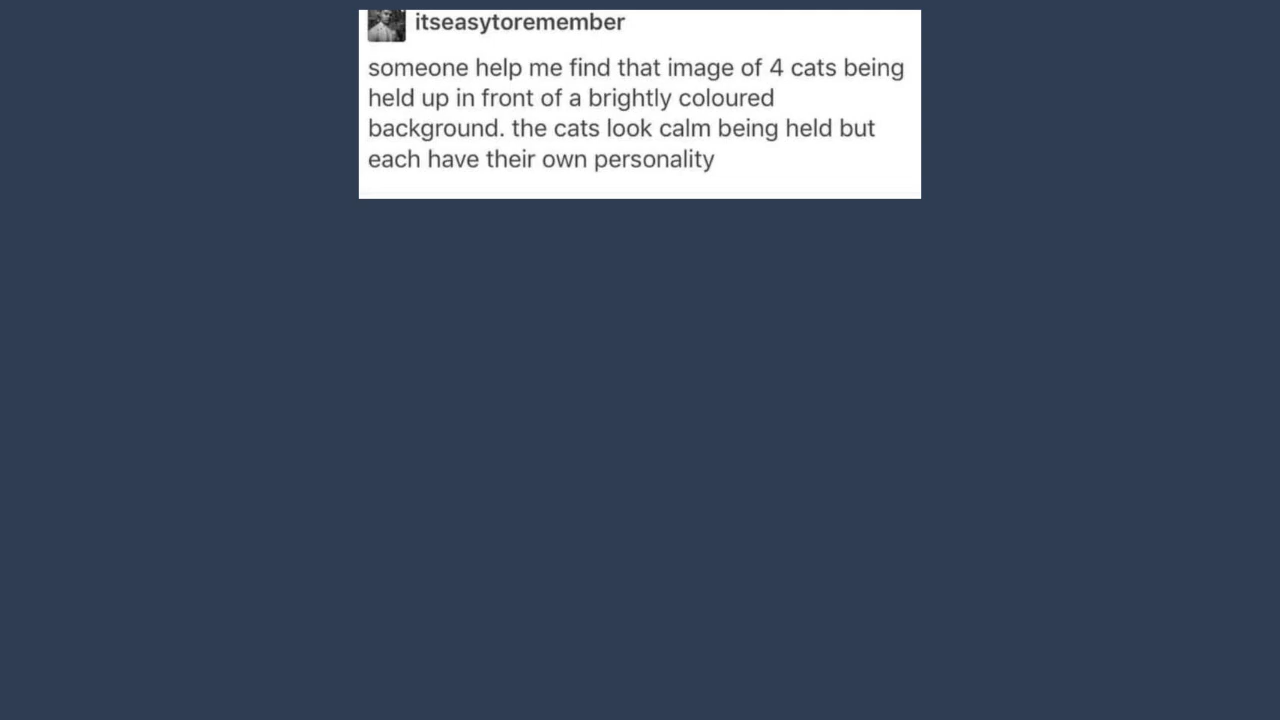 itseasytoremember
someone help me find that image of 4 cats being
held up in front of a brightly coloured
background. the cats look calm being held but
each have their own personality